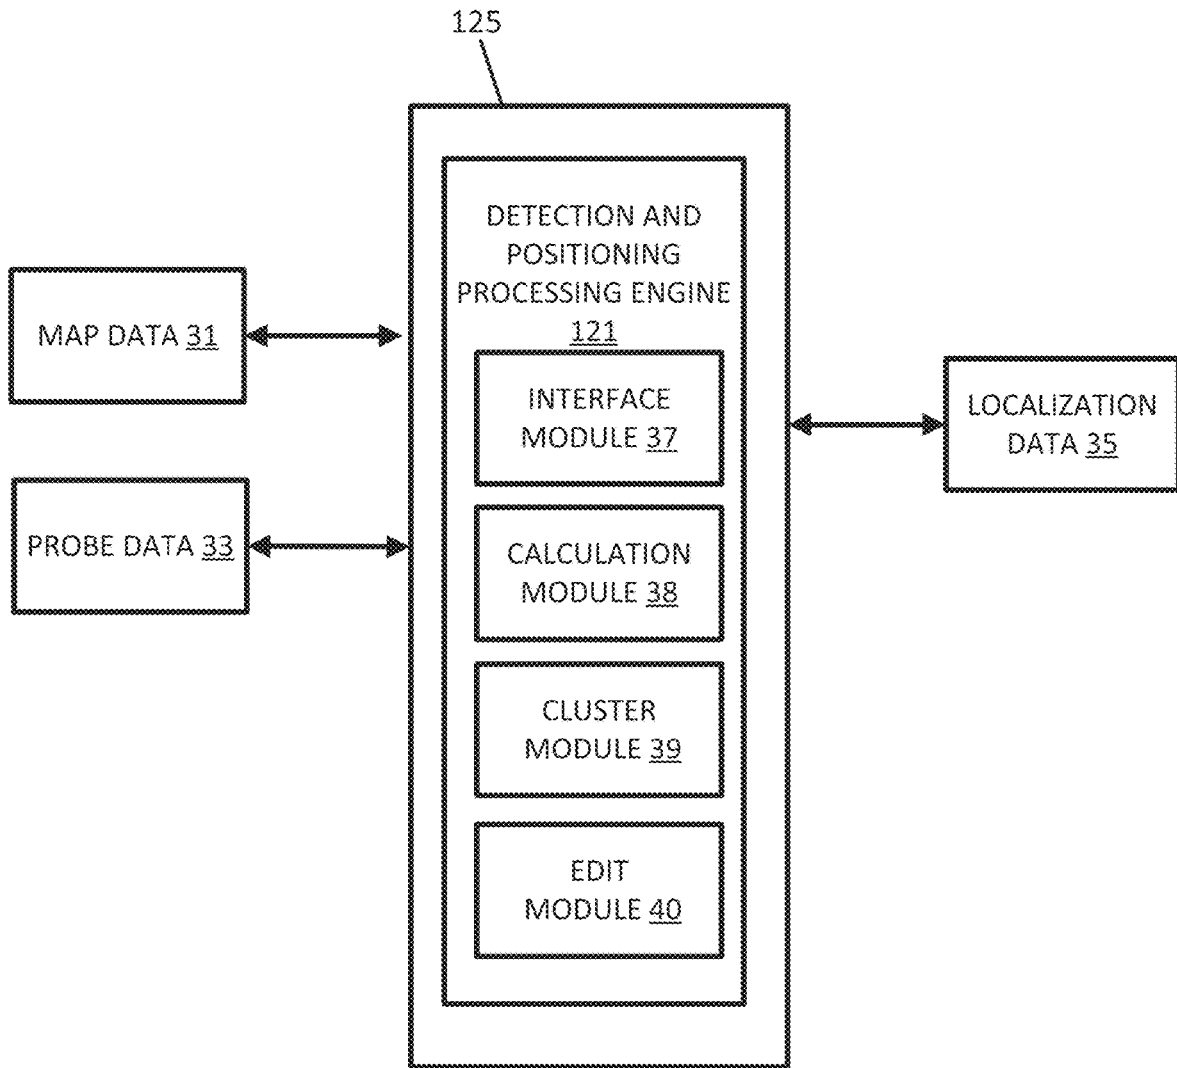 125
DETECTION AND
POSITIONING
PROCESSING ENGINE
121
MAP DATA 31
PROBE DATA 33
INTERFACE
MODULE 37
CALCULATION
MODULE 38
CLUSTER
MODULE 39
EDIT
MODULE 40
LOCALIZATION
DATA 35